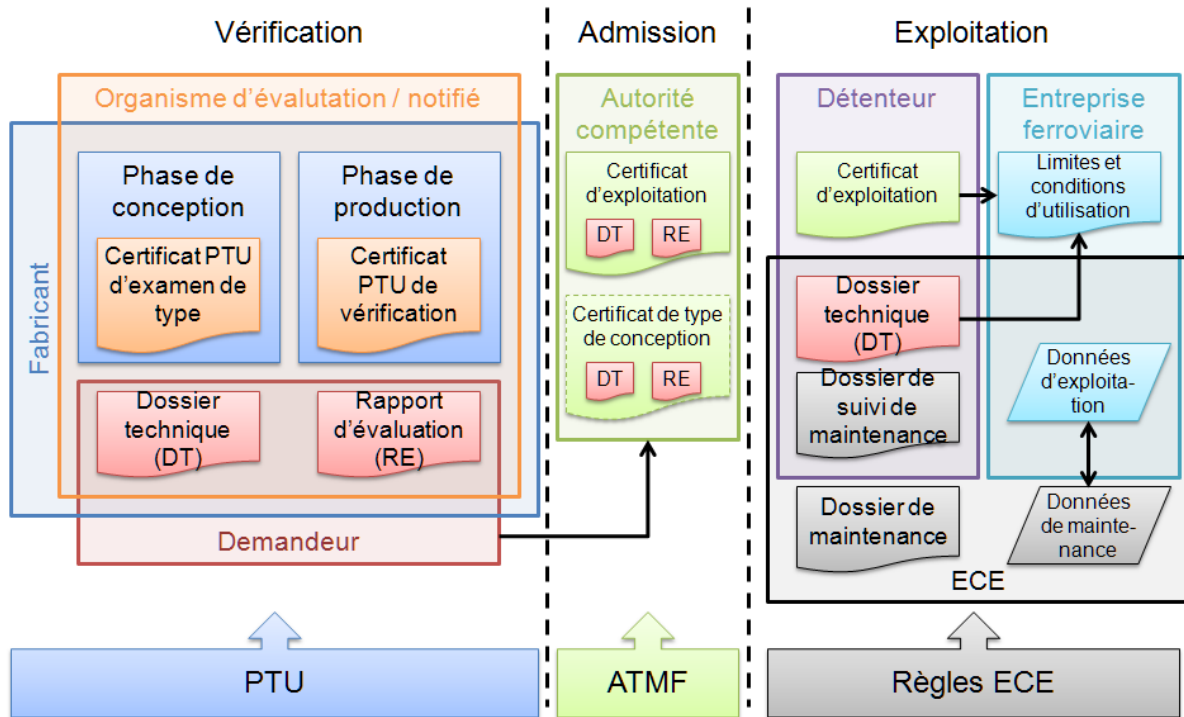 Vérification
Admission
Exploitation
Organisme d'évalutation / notifié
Fabricant
Phase de
conception
Certificat PTU
d'examen de
type
Phase de
production
Certificat
PTU de
vérification
Dossier
technique
(DT)
Rapport
d'évaluation
(RE)
Demandeur
Autorité
compétente
Certificat
d'exploitation
DT
RE
Certificat de type
de conception
DT
RE
Détenteur
Certificat
d'exploitation
Dossier
technique
(DT)
Dossier de
suivi de
maintenance
Dossier de
maintenance
Entreprise
ferroviaire
Limites et
conditions
d'utilisation
Données
d'exploita-
tion
Données
de mainte-
nance
ECE
PTU
ATMF
Règles ECE